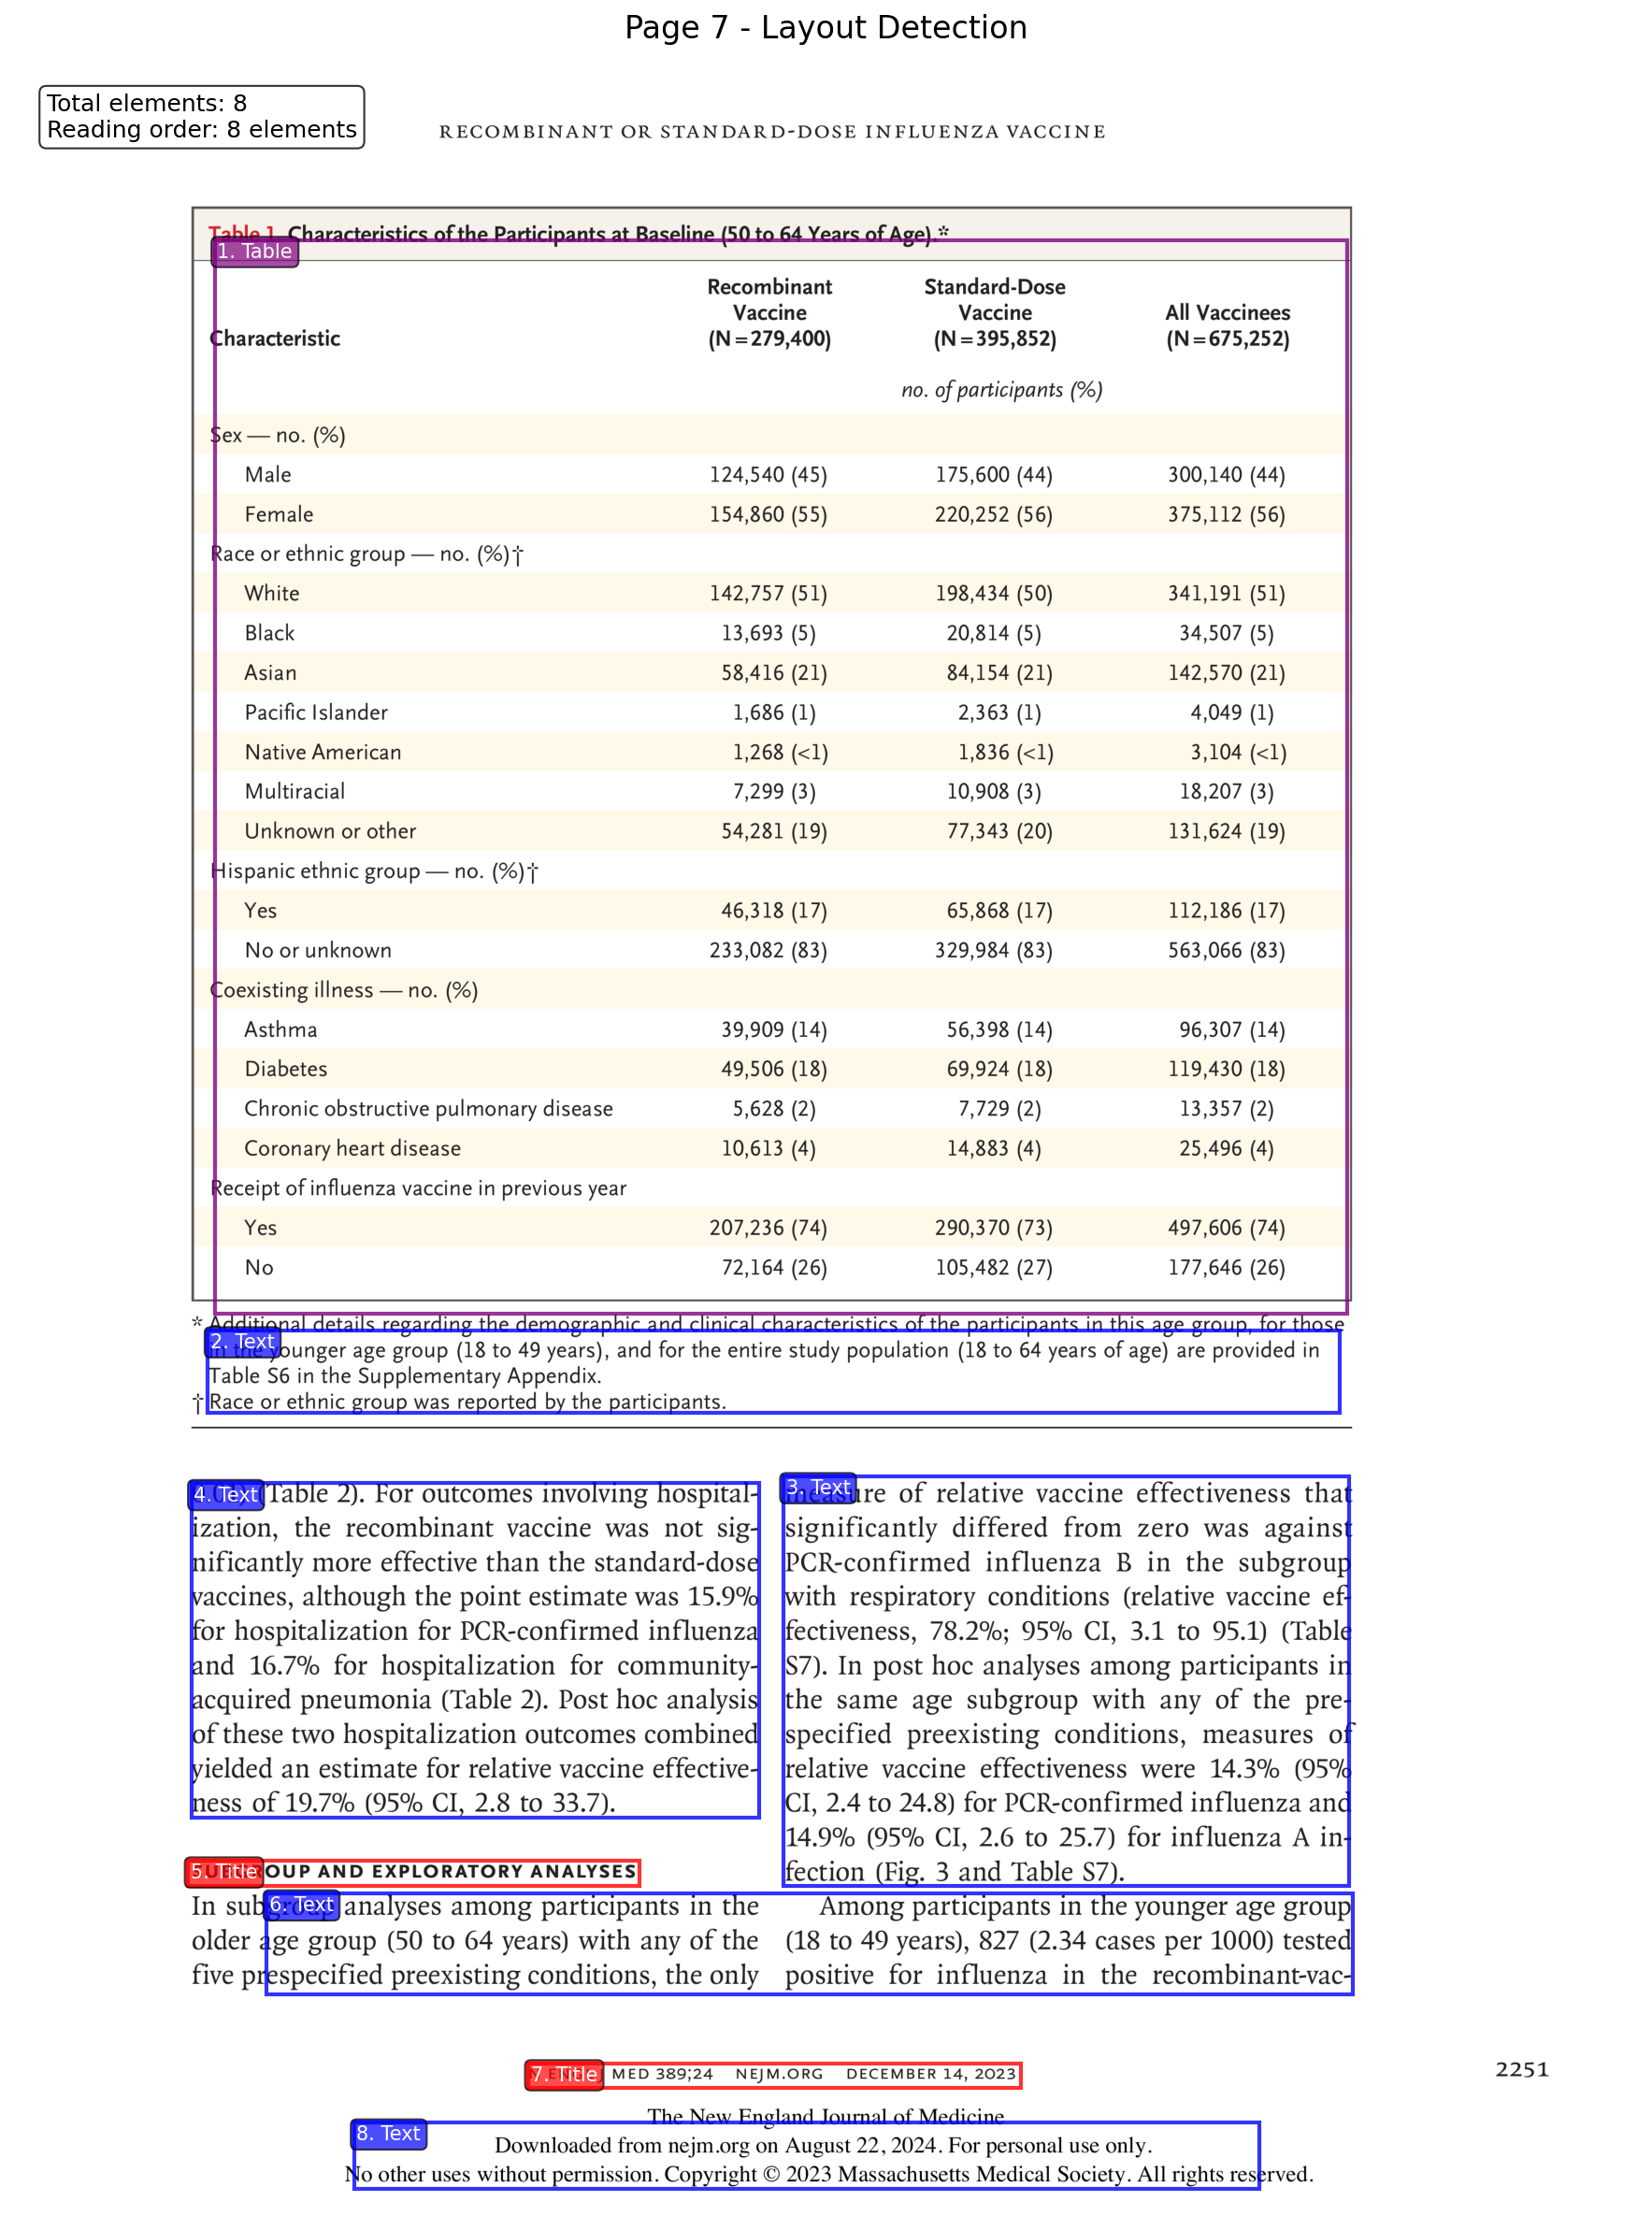 Page 7 - Layout Detection
Total elements: 8
Reading order: 8 elements
RECOMBINANT OR STANDARD-DOSE INFLUENZA VACCINE
Table 1. Characteristics of the Participants at Baseline (50 to 64 Years of Age).*
1. Table
Characteristic Recombinant Vaccine (N=279,400) Standard-Dose Vaccine (N=395,852) All Vaccinees (N=675,252)
no. of participants (%)
Sex — no. (%)
Male 124,540 (45) 175,600 (44) 300,140 (44)
Female 154,860 (55) 220,252 (56) 375,112 (56)
Race or ethnic group — no. (%)†
White 142,757 (51) 198,434 (50) 341,191 (51)
Black 13,693 (5) 20,814 (5) 34,507 (5)
Asian 58,416 (21) 84,154 (21) 142,570 (21)
Pacific Islander 1,686 (1) 2,363 (1) 4,049 (1)
Native American 1,268 (<1) 1,836 (<1) 3,104 (<1)
Multiracial 7,299 (3) 10,908 (3) 18,207 (3)
Unknown or other 54,281 (19) 77,343 (20) 131,624 (19)
Hispanic ethnic group — no. (%)†
Yes 46,318 (17) 65,868 (17) 112,186 (17)
No or unknown 233,082 (83) 329,984 (83) 563,066 (83)
Coexisting illness — no. (%)
Asthma 39,909 (14) 56,398 (14) 96,307 (14)
Diabetes 49,506 (18) 69,924 (18) 119,430 (18)
Chronic obstructive pulmonary disease 5,628 (2) 7,729 (2) 13,357 (2)
Coronary heart disease 10,613 (4) 14,883 (4) 25,496 (4)
Receipt of influenza vaccine in previous year
Yes 207,236 (74) 290,370 (73) 497,606 (74)
No 72,164 (26) 105,482 (27) 177,646 (26)
* Additional details regarding the demographic and clinical characteristics of the participants in this age group, for those
2. Text
in the younger age group (18 to 49 years), and for the entire study population (18 to 64 years of age) are provided in
Table S6 in the Supplementary Appendix.
† Race or ethnic group was reported by the participants.
4. Text
(Table 2). For outcomes involving hospital-
ization, the recombinant vaccine was not sig-
nificantly more effective than the standard-dose
vaccines, although the point estimate was 15.9%
for hospitalization for PCR-confirmed influenza
and 16.7% for hospitalization for community-
acquired pneumonia (Table 2). Post hoc analysis
of these two hospitalization outcomes combined
yielded an estimate for relative vaccine effective-
ness of 19.7% (95% CI, 2.8 to 33.7).
5. Title
SUBGROUP AND EXPLORATORY ANALYSES
6. Text
In subgroup analyses among participants in the
older age group (50 to 64 years) with any of the
five prespecified preexisting conditions, the only
3. Text
measure of relative vaccine effectiveness that
significantly differed from zero was against
PCR-confirmed influenza B in the subgroup
with respiratory conditions (relative vaccine ef-
fectiveness, 78.2%; 95% CI, 3.1 to 95.1) (Table
S7). In post hoc analyses among participants in
the same age subgroup with any of the pre-
specified preexisting conditions, measures of
relative vaccine effectiveness were 14.3% (95%
CI, 2.4 to 24.8) for PCR-confirmed influenza and
14.9% (95% CI, 2.6 to 25.7) for influenza A in-
fection (Fig. 3 and Table S7).
Among participants in the younger age group
(18 to 49 years), 827 (2.34 cases per 1000) tested
positive for influenza in the recombinant-vac-
7. Title
N ENGL J MED 389;24 NEJM.ORG DECEMBER 14, 2023
2251
The New England Journal of Medicine
8. Text
Downloaded from nejm.org on August 22, 2024. For personal use only.
No other uses without permission. Copyright © 2023 Massachusetts Medical Society. All rights reserved.